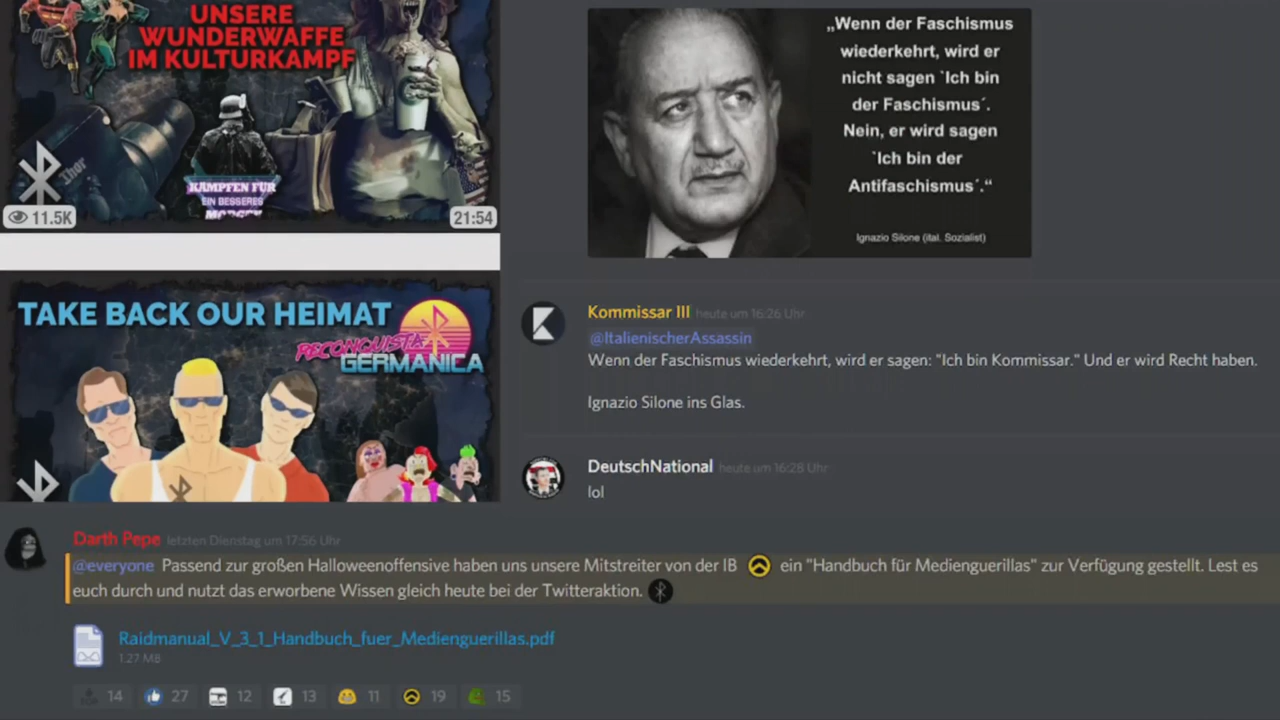 UNSERE
WUNDERWAFFE
IM KULTURKAMPF
Thor
KÄMPFEN FÜR
EIN BESSERES
MORGEN
11.5K
21:54
TAKE BACK OUR HEIMAT
RECONQUISTA
GERMANICA
„Wenn der Faschismus
wiederkehrt, wird er
nicht sagen `Ich bin
der Faschismus´.
Nein, er wird sagen
`Ich bin der
Antifaschismus´.“
Ignazio Silone (ital. Sozialist)
Kommissar III heute um 16:26 Uhr
@ItalienischerAssassin
Wenn der Faschismus wiederkehrt, wird er sagen: "Ich bin Kommissar." Und er wird Recht haben.
Ignazio Silone ins Glas.
DeutschNational heute um 16:28 Uhr
lol
Darth Pepe letzten Dienstag um 17:56 Uhr
@everyone Passend zur großen Halloweenoffensive haben uns unsere Mitstreiter von der IB ein "Handbuch für Medienguerillas" zur Verfügung gestellt. Lest es
euch durch und nutzt das erworbene Wissen gleich heute bei der Twitteraktion.
Raidmanual_V_3_1_Handbuch_fuer_Medienguerillas.pdf
1.27 MB
14 27 12 13 11 19 15